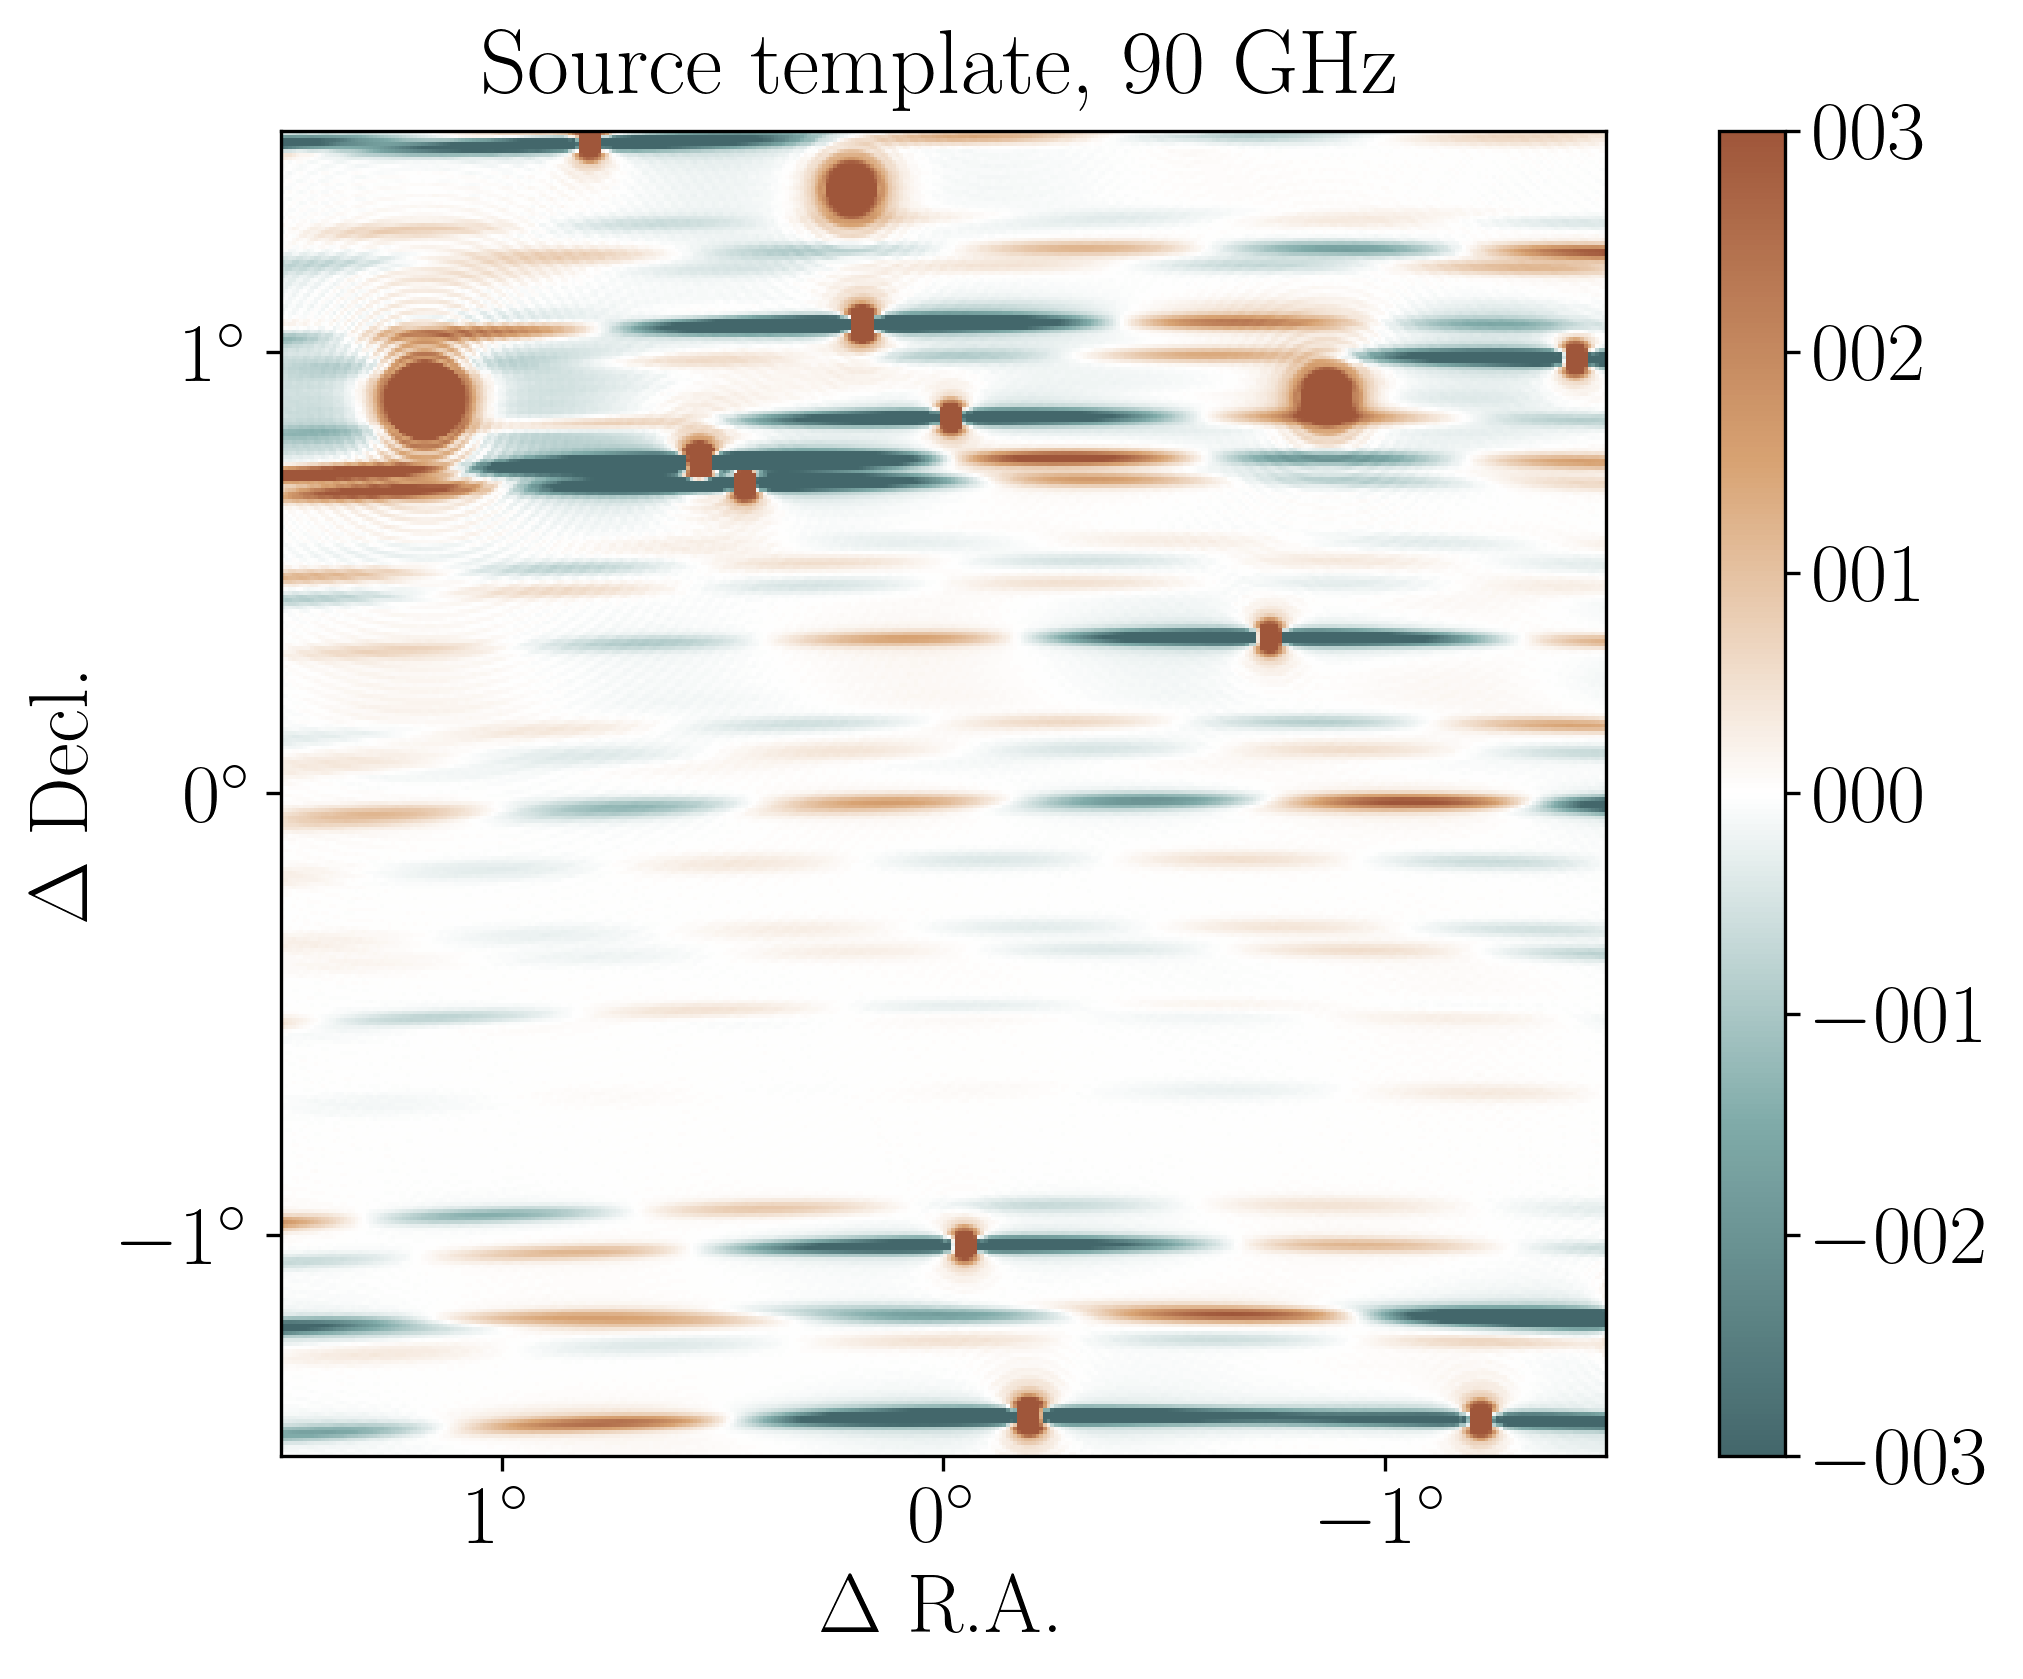 Source template, 90 GHz
003
002
001
000
−001
−002
−003
1°
0°
−1°
Δ Decl.
1° 0° −1°
Δ R.A.